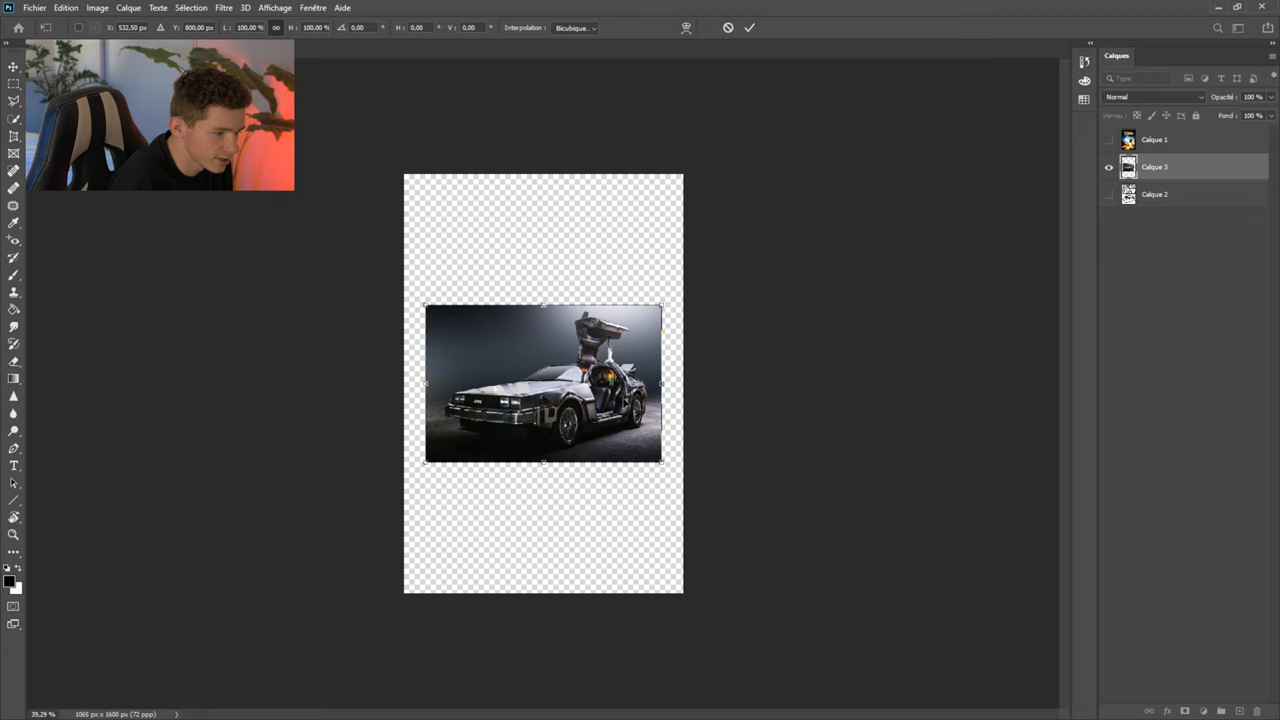 Ps Fichier Edition Image Calque Texte Sélection Filtre 3D Affichage Fenêtre Aide
X: 532,50 px Y: 800,00 px L: 100,00 % H: 100,00 % 0,00 ° H: 0,00 ° V: 0,00 ° Interpolation : Bicubique...
Calques
Type
Normal Opacité : 100 %
Verrou : Fond : 100 %
Calque 1
Calque 3
Calque 2
39,29 % 1065 px x 1600 px (72 ppp)